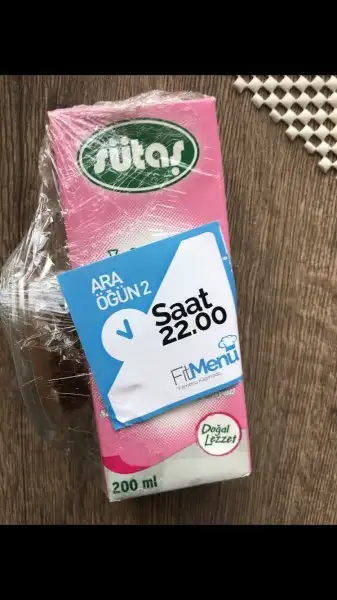 sütaş
ARA
ÖĞÜN 2
Saat
22.00
FitMenü
Doğal
Lezzet
200 ml